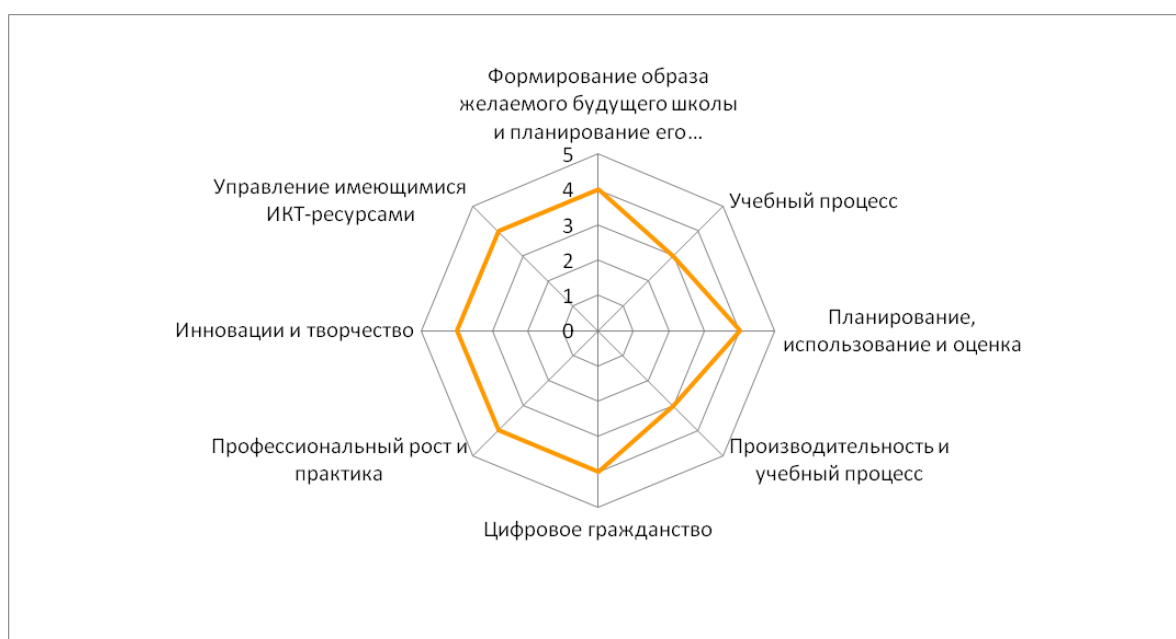 Формирование образа
желаемого будущего школы
и планирование его...
5
4
3
2
1
0
Учебный процесс
Планирование,
использование и оценка
Производительность и
учебный процесс
Цифровое гражданство
Профессиональный рост и
практика
Инновации и творчество
Управление имеющимися
ИКТ-ресурсами